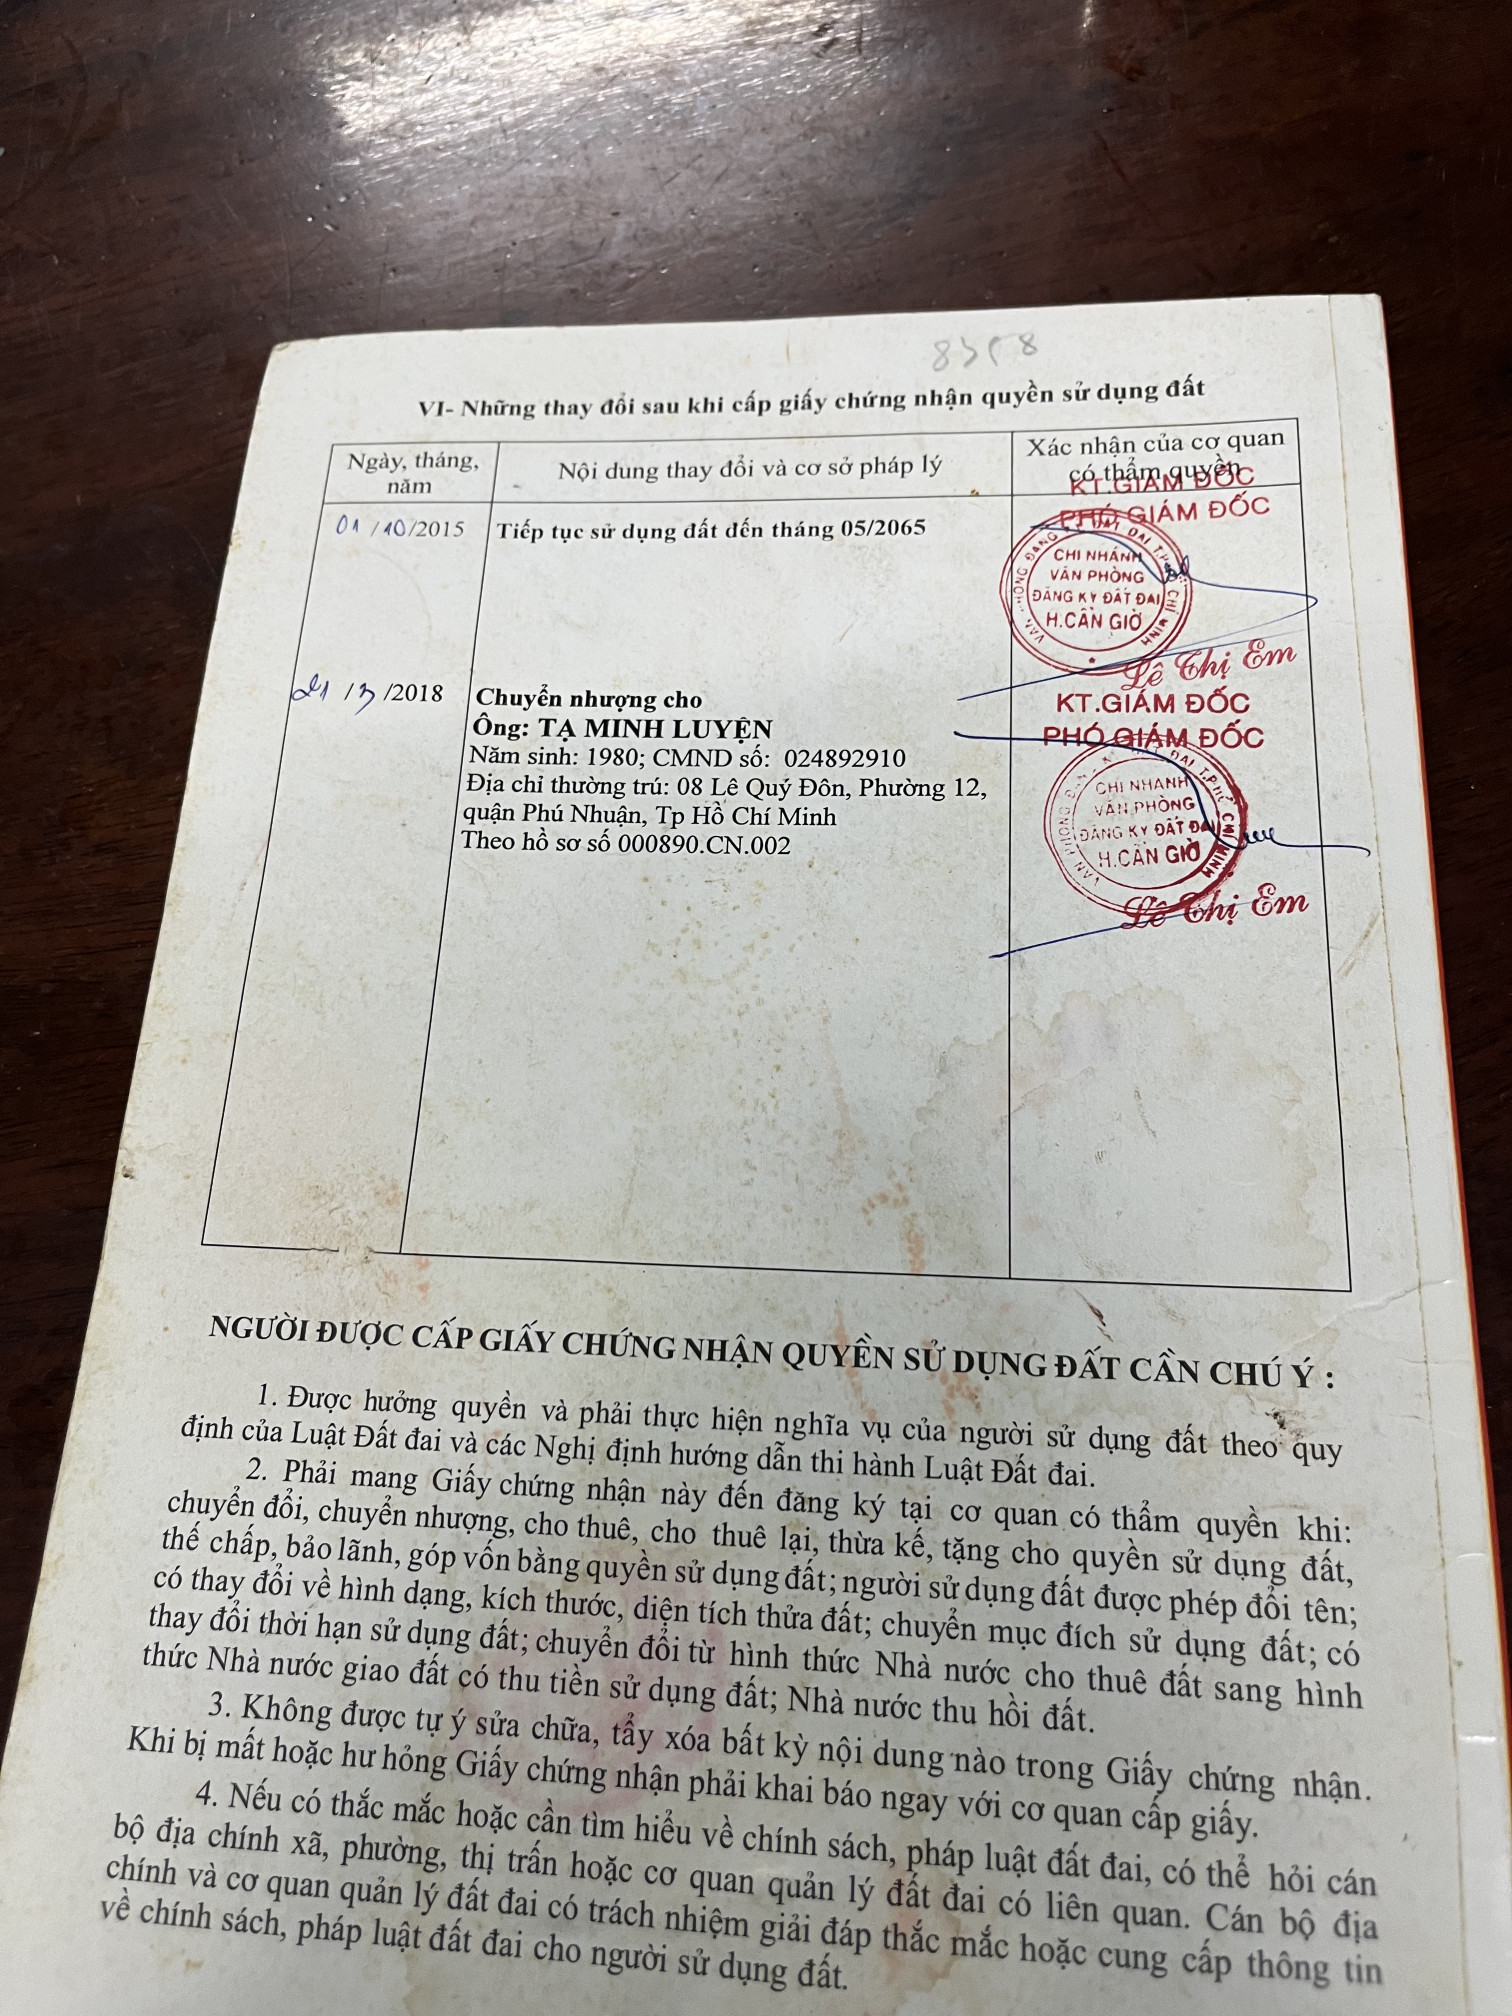 VI- Những thay đổi sau khi cấp giấy chứng nhận quyền sử dụng đất
Ngày, tháng, năm
Nội dung thay đổi và cơ sở pháp lý
Xác nhận của cơ quan
có thẩm quyền
01/10/2015
Tiếp tục sử dụng đất đến tháng 05/2065
KT.GIÁM ĐỐC
PHÓ GIÁM ĐỐC
CHI NHÁNH
VĂN PHÒNG
ĐĂNG KÝ ĐẤT ĐAI
H.CẦN GIỜ
Lê Thị Em
21/3/2018
Chuyển nhượng cho
Ông: TẠ MINH LUYỆN
Năm sinh: 1980; CMND số: 024892910
Địa chỉ thường trú: 08 Lê Quý Đôn, Phường 12,
quận Phú Nhuận, Tp Hồ Chí Minh
Theo hồ sơ số 000890.CN.002
KT.GIÁM ĐỐC
PHÓ GIÁM ĐỐC
CHI NHÁNH
VĂN PHÒNG
ĐĂNG KÝ ĐẤT ĐAI
H.CẦN GIỜ
Lê Thị Em
NGƯỜI ĐƯỢC CẤP GIẤY CHỨNG NHẬN QUYỀN SỬ DỤNG ĐẤT CẦN CHÚ Ý :
1. Được hưởng quyền và phải thực hiện nghĩa vụ của người sử dụng đất theo quy
định của Luật Đất đai và các Nghị định hướng dẫn thi hành Luật Đất đai.
2. Phải mang Giấy chứng nhận này đến đăng ký tại cơ quan có thẩm quyền khi:
chuyển đổi, chuyển nhượng, cho thuê, cho thuê lại, thừa kế, tặng cho quyền sử dụng đất,
thế chấp, bảo lãnh, góp vốn bằng quyền sử dụng đất; người sử dụng đất được phép đổi tên;
có thay đổi về hình dạng, kích thước, diện tích thửa đất; chuyển mục đích sử dụng đất; có
thay đổi thời hạn sử dụng đất; chuyển đổi từ hình thức Nhà nước cho thuê đất sang hình
thức Nhà nước giao đất có thu tiền sử dụng đất; Nhà nước thu hồi đất.
3. Không được tự ý sửa chữa, tẩy xóa bất kỳ nội dung nào trong Giấy chứng nhận.
Khi bị mất hoặc hư hỏng Giấy chứng nhận phải khai báo ngay với cơ quan cấp giấy.
4. Nếu có thắc mắc hoặc cần tìm hiểu về chính sách, pháp luật đất đai, có thể hỏi cán
bộ địa chính xã, phường, thị trấn hoặc cơ quan quản lý đất đai có liên quan. Cán bộ địa
chính và cơ quan quản lý đất đai có trách nhiệm giải đáp thắc mắc hoặc cung cấp thông tin
về chính sách, pháp luật đất đai cho người sử dụng đất.